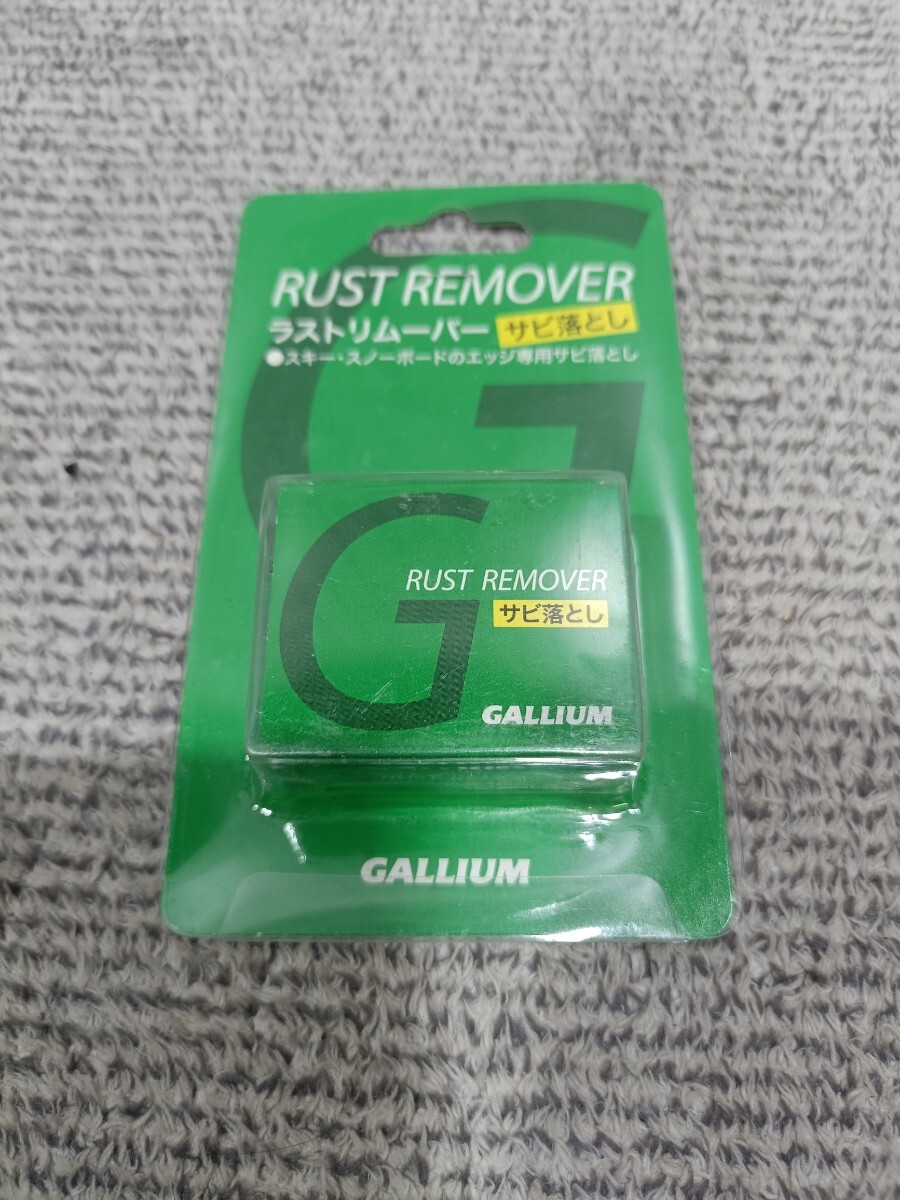 RUST REMOVER
ラストリムーバー サビ落とし
●スキー・スノーボードのエッジ専用サビ落とし
G
RUST REMOVER
サビ落とし
GALLIUM
GALLIUM